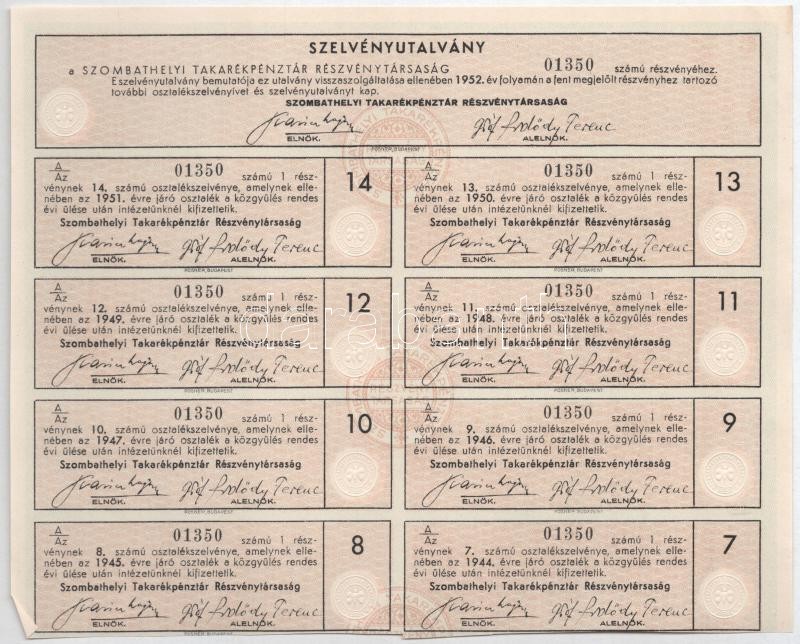 SZELVÉNYUTALVÁNY
a SZOMBATHELYI TAKARÉKPÉNZTÁR RÉSZVÉNYTÁRSASÁG 01350 számú részvényéhez.
E szelvényutalvány bemutatója ez utalvány visszaszolgáltatása ellenében 1952. év folyamán a fent megjelölt részvényhez tartozó
további osztalékszelvényívet és szelvényutalványt kap.
SZOMBATHELYI TAKARÉKPÉNZTÁR RÉSZVÉNYTÁRSASÁG
ELNÖK. ALELNÖK.
POSNER, BUDAPEST
A/Az 01350 számú 1 rész- 14
vénynek 14. számú osztalékszelvénye, amelynek elle-
nében az 1951. évre járó osztalék a közgyűlés rendes
évi ülése után intézetünknél kifizettetik.
Szombathelyi Takarékpénztár Részvénytársaság
ELNÖK. ALELNÖK.
POSNER, BUDAPEST
A/Az 01350 számú 1 rész- 13
vénynek 13. számú osztalékszelvénye, amelynek elle-
nében az 1950. évre járó osztalék a közgyűlés rendes
évi ülése után intézetünknél kifizettetik.
Szombathelyi Takarékpénztár Részvénytársaság
ELNÖK. ALELNÖK.
POSNER, BUDAPEST
A/Az 01350 számú 1 rész- 12
vénynek 12. számú osztalékszelvénye, amelynek elle-
nében az 1949. évre járó osztalék a közgyűlés rendes
évi ülése után intézetünknél kifizettetik.
Szombathelyi Takarékpénztár Részvénytársaság
ELNÖK. ALELNÖK.
POSNER, BUDAPEST
A/Az 01350 számú 1 rész- 11
vénynek 11. számú osztalékszelvénye, amelynek elle-
nében az 1948. évre járó osztalék a közgyűlés rendes
évi ülése után intézetünknél kifizettetik.
Szombathelyi Takarékpénztár Részvénytársaság
ELNÖK. ALELNÖK.
POSNER, BUDAPEST
A/Az 01350 számú 1 rész- 10
vénynek 10. számú osztalékszelvénye, amelynek elle-
nében az 1947. évre járó osztalék a közgyűlés rendes
évi ülése után intézetünknél kifizettetik.
Szombathelyi Takarékpénztár Részvénytársaság
ELNÖK. ALELNÖK.
POSNER, BUDAPEST
A/Az 01350 számú 1 rész- 9
vénynek 9. számú osztalékszelvénye, amelynek elle-
nében az 1946. évre járó osztalék a közgyűlés rendes
évi ülése után intézetünknél kifizettetik.
Szombathelyi Takarékpénztár Részvénytársaság
ELNÖK. ALELNÖK.
POSNER, BUDAPEST
A/Az 01350 számú 1 rész- 8
vénynek 8. számú osztalékszelvénye, amelynek elle-
nében az 1945. évre járó osztalék a közgyűlés rendes
évi ülése után intézetünknél kifizettetik.
Szombathelyi Takarékpénztár Részvénytársaság
ELNÖK. ALELNÖK.
A/Az 01350 számú 1 rész- 7
vénynek 7. számú osztalékszelvénye, amelynek elle-
nében az 1944. évre járó osztalék a közgyűlés rendes
évi ülése után intézetünknél kifizettetik.
Szombathelyi Takarékpénztár Részvénytársaság
ELNÖK. ALELNÖK.